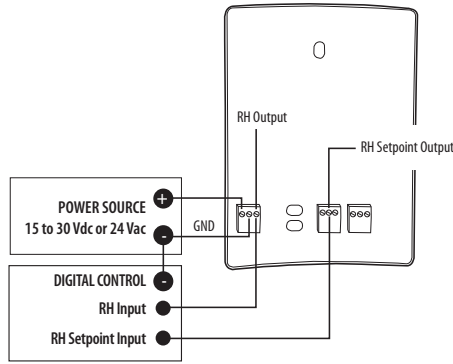 RH Output
RH Setpoint Output
+
POWER SOURCE
15 to 30 Vdc or 24 Vac
-
GND
DIGITAL CONTROL
-
RH Input
RH Setpoint Input